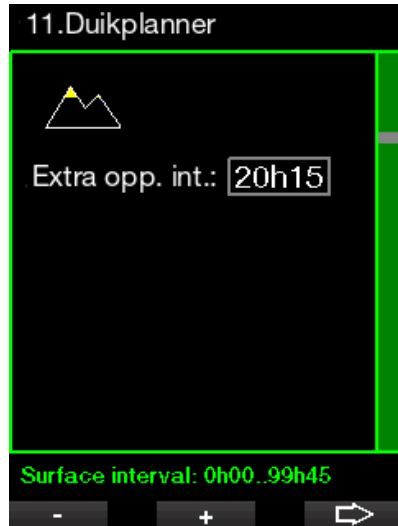 11.Duikplanner
Extra opp. int.: 20h15
Surface interval: 0h00..99h45
- +